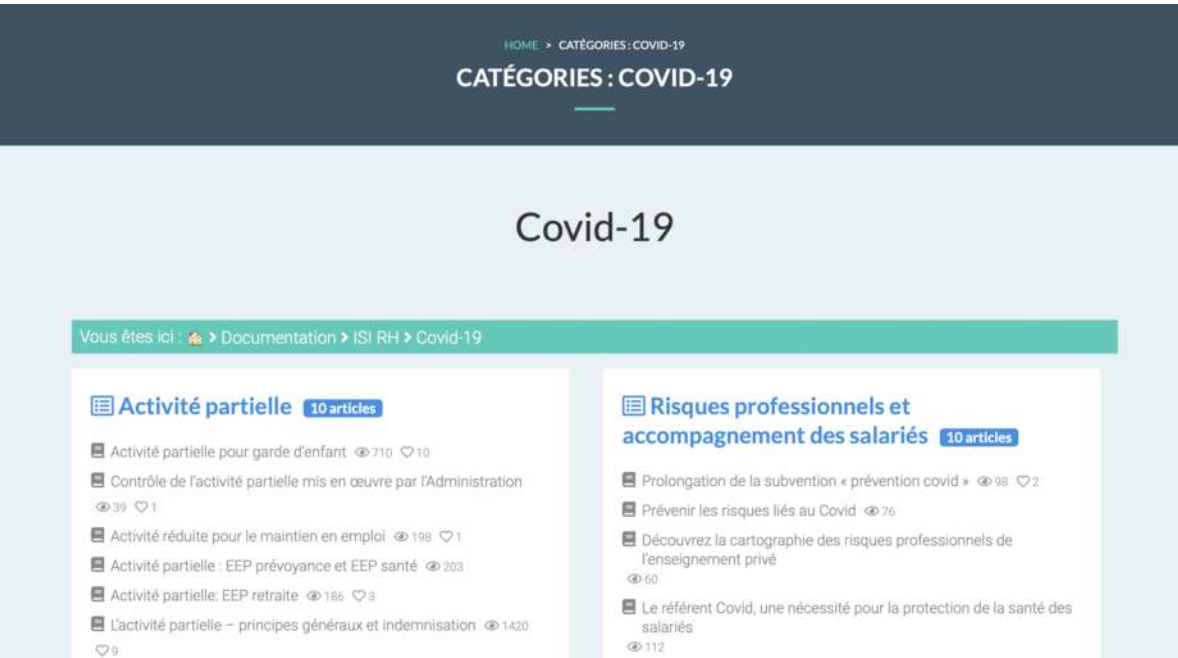 HOME > CATÉGORIES : COVID-19
CATÉGORIES : COVID-19
Covid-19
Vous êtes ici : > Documentation > ISI RH > Covid-19
Activité partielle 10 articles
Activité partielle pour garde d'enfant 710 10
Contrôle de l'activité partielle mis en œuvre par l'Administration
39 1
Activité réduite pour le maintien en emploi 198 1
Activité partielle : EEP prévoyance et EEP santé 203
Activité partielle: EEP retraite 186 3
L'activité partielle – principes généraux et indemnisation 1420
9
Risques professionnels et
accompagnement des salariés 10 articles
Prolongation de la subvention « prévention covid » 98 2
Prévenir les risques liés au Covid 76
Découvrez la cartographie des risques professionnels de
l'enseignement privé
60
Le référent Covid, une nécessité pour la protection de la santé des
salariés
112